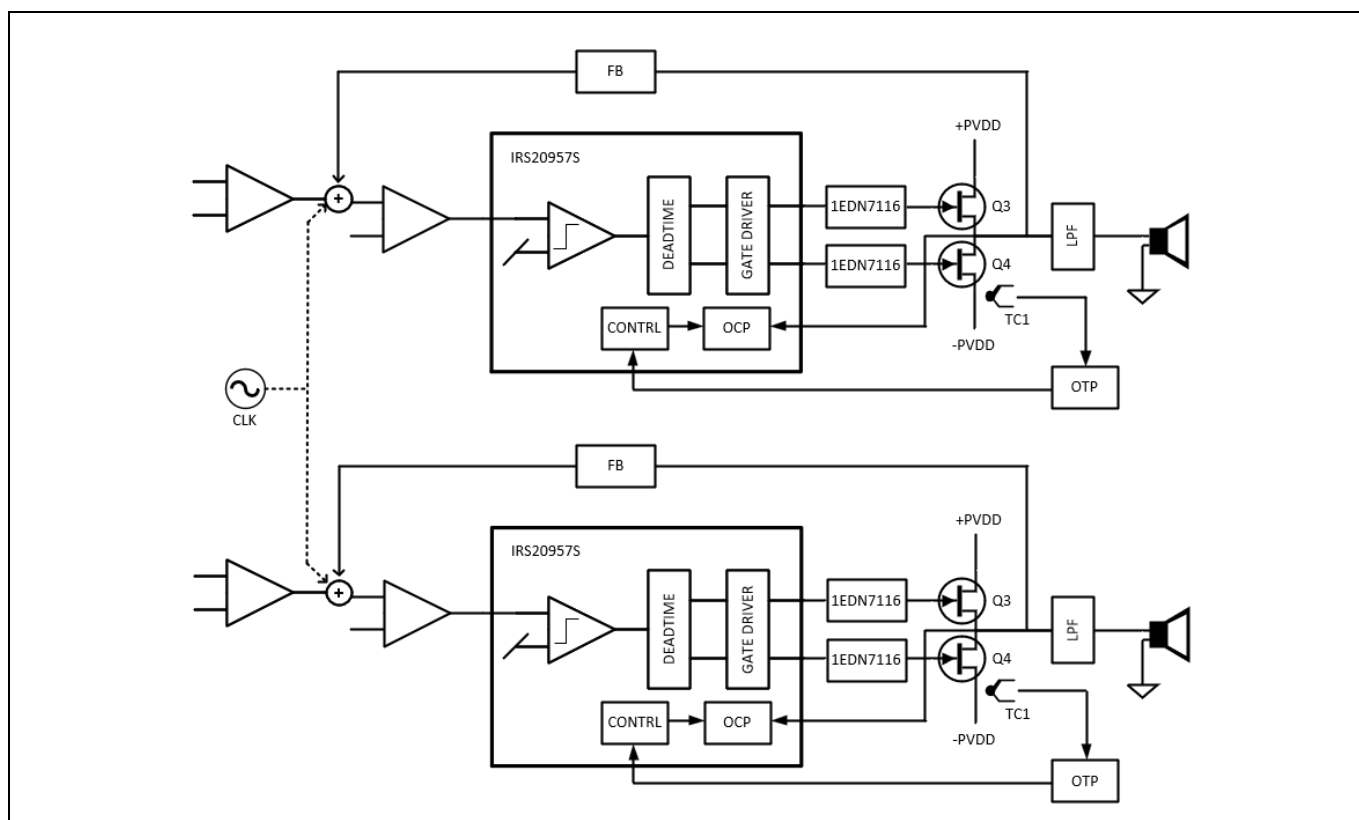 FB
+PVDD
IRS20957S
+
DEADTIME
GATE DRIVER
1EDN7116
Q3
LPF
1EDN7116
Q4
CONTRL
OCP
TC1
-PVDD
OTP
CLK
FB
+PVDD
IRS20957S
+
DEADTIME
GATE DRIVER
1EDN7116
Q3
LPF
1EDN7116
Q4
CONTRL
OCP
TC1
-PVDD
OTP